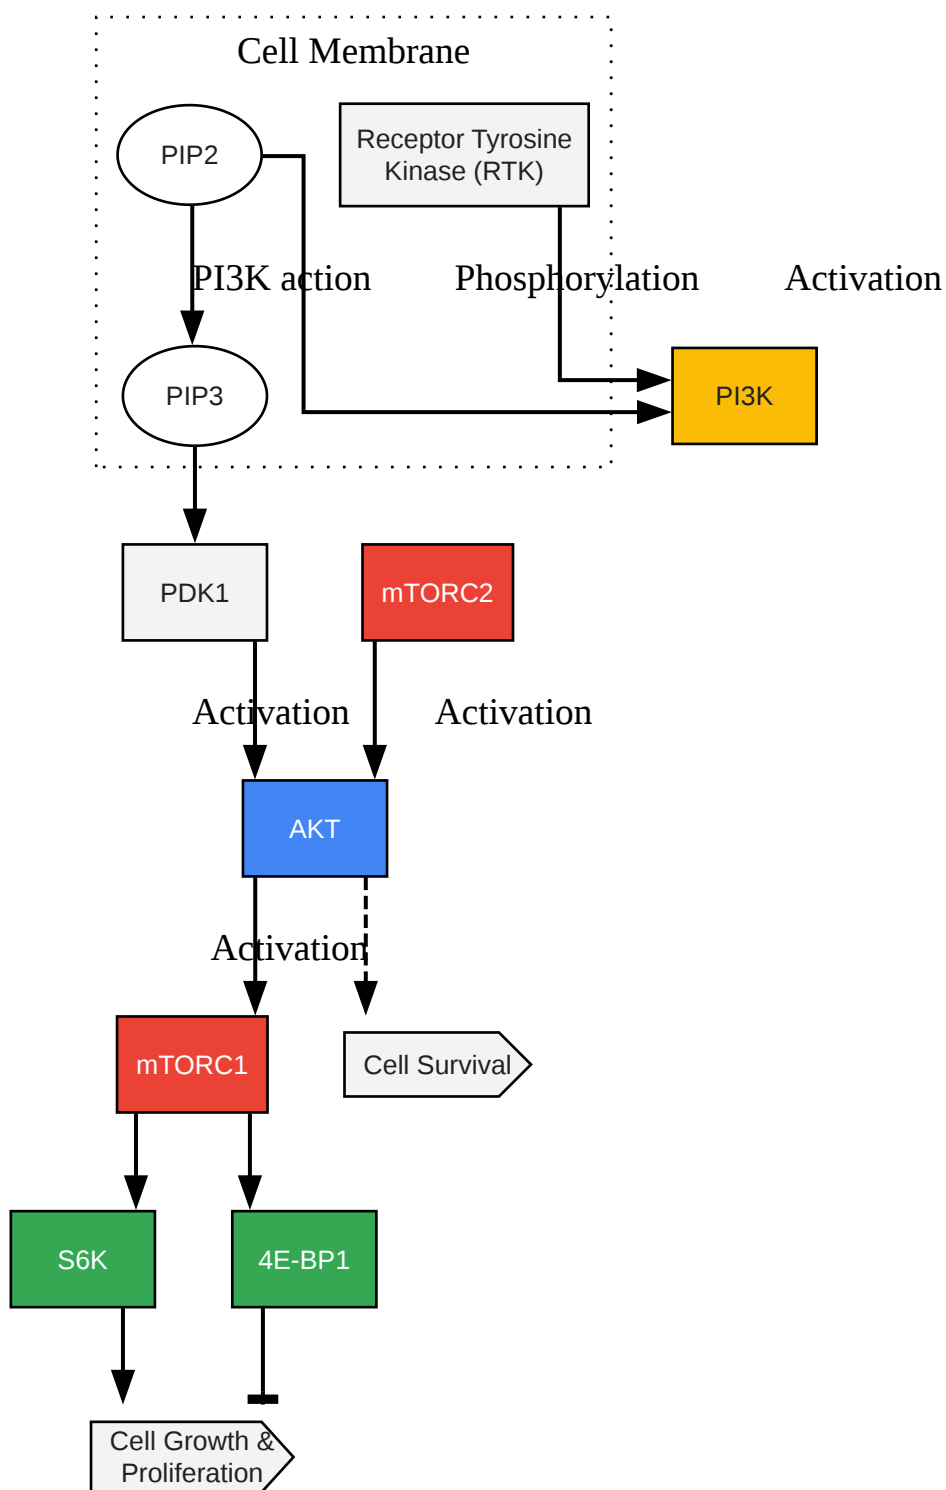 Cell Membrane
PIP2
Receptor Tyrosine
Kinase (RTK)
PI3K action
Phosphorylation
Activation
PIP3
PI3K
PDK1
mTORC2
Activation
Activation
AKT
Activation
mTORC1
Cell Survival
S6K
4E-BP1
Cell Growth &
Proliferation